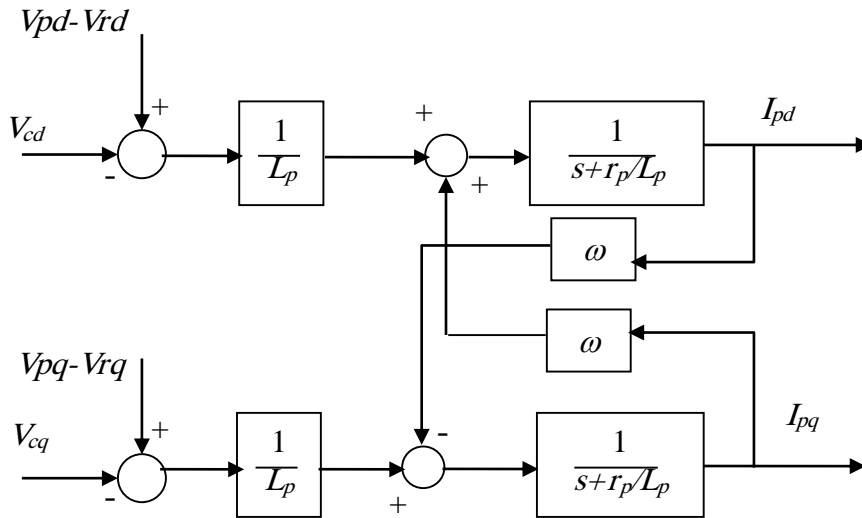 Vpd-Vrd
+
Vcd
-
1
Lp
+
+
1
s+rp/Lp
Ipd
ω
ω
Vpq-Vrq
+
Vcq
-
1
Lp
-
+
1
s+rp/Lp
Ipq